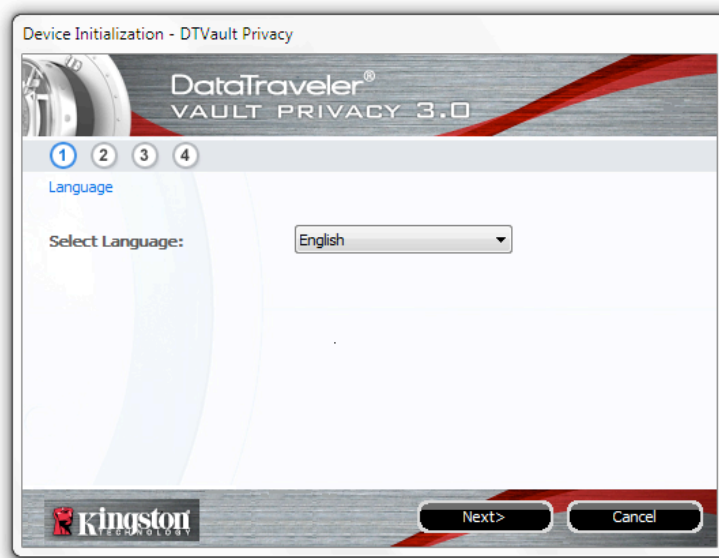 Device Initialization - DTVault Privacy
DataTraveler®
VAULT PRIVACY 3.0
1 2 3 4
Language
Select Language: English
Kingston
TECHNOLOGY
Next> Cancel